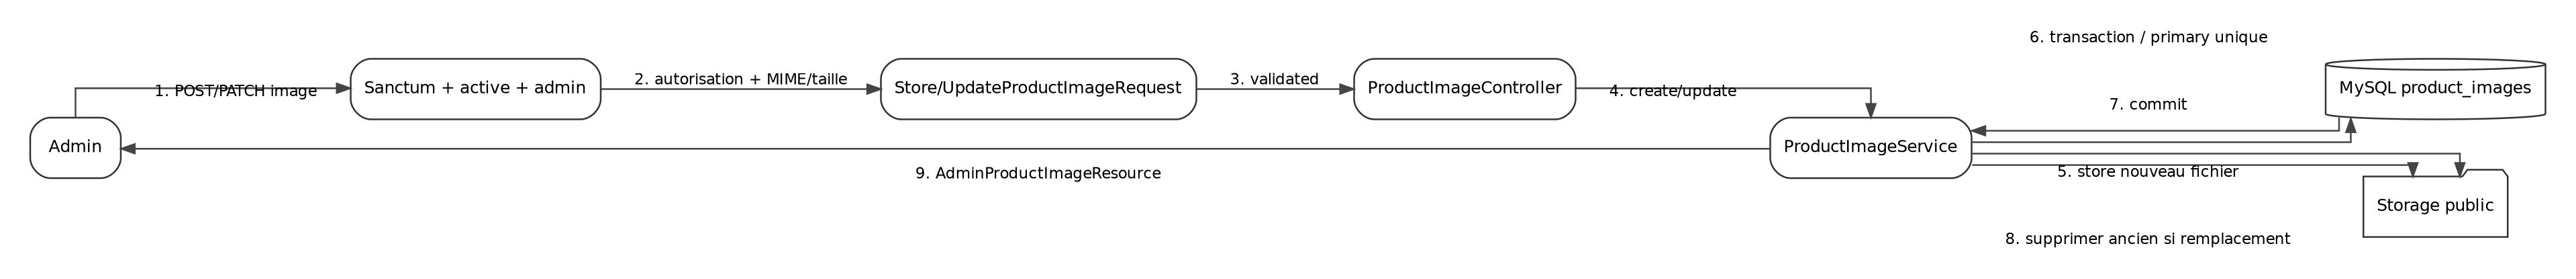 6. transaction / primary unique
1. POST/PATCH image
Sanctum + active + admin
2. autorisation + MIME/taille
Store/UpdateProductImageRequest
3. validated
ProductImageController
4. create/update
7. commit
MySQL product_images
Admin
ProductImageService
9. AdminProductImageResource
5. store nouveau fichier
Storage public
8. supprimer ancien si remplacement